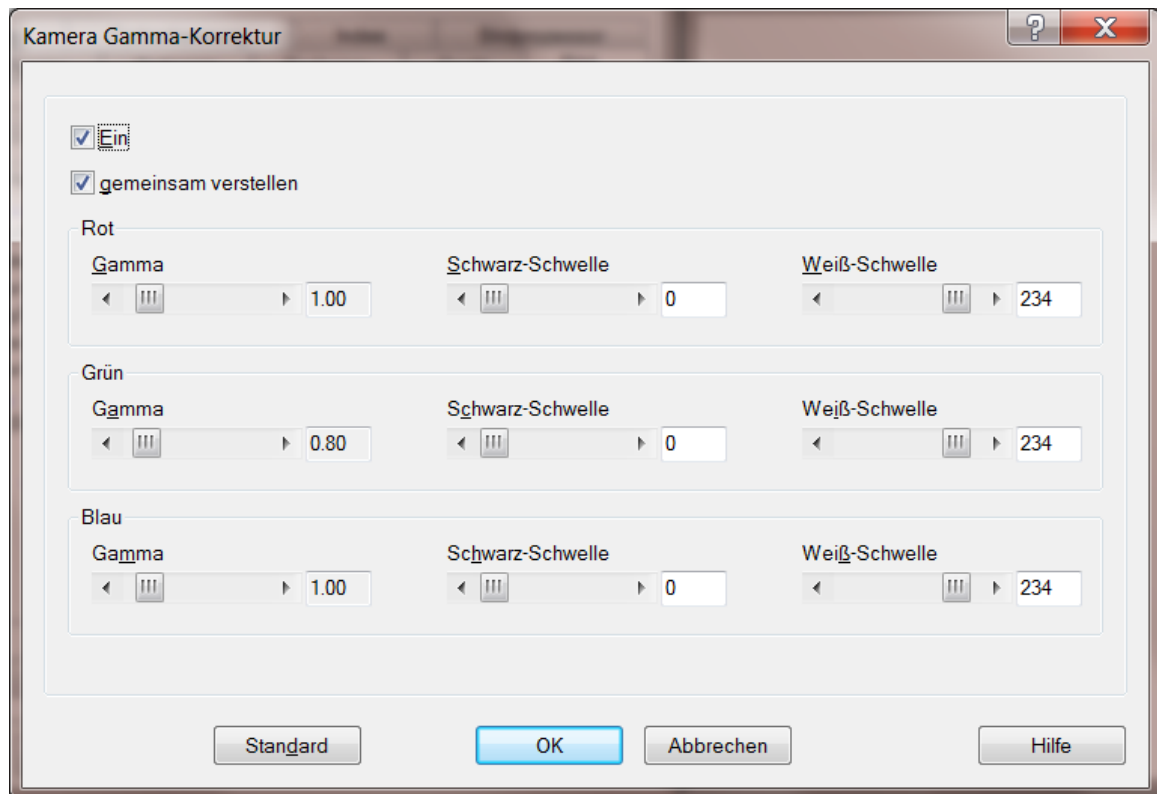 Kamera Gamma-Korrektur
Ein
gemeinsam verstellen
Rot
Gamma Schwarz-Schwelle Weiß-Schwelle
1.00 0 234
Grün
Gamma Schwarz-Schwelle Weiß-Schwelle
0.80 0 234
Blau
Gamma Schwarz-Schwelle Weiß-Schwelle
1.00 0 234
Standard OK Abbrechen Hilfe